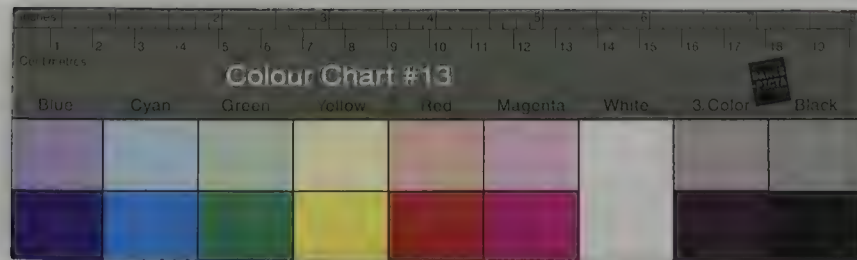 Inches 1 2 3 4 5 6 7 8
1 2 3 4 5 6 7 8 9 10 11 12 13 14 15 16 17 18 19
Centimetres
Colour Chart #13
Blue Cyan Green Yellow Red Magenta White 3. Color Black